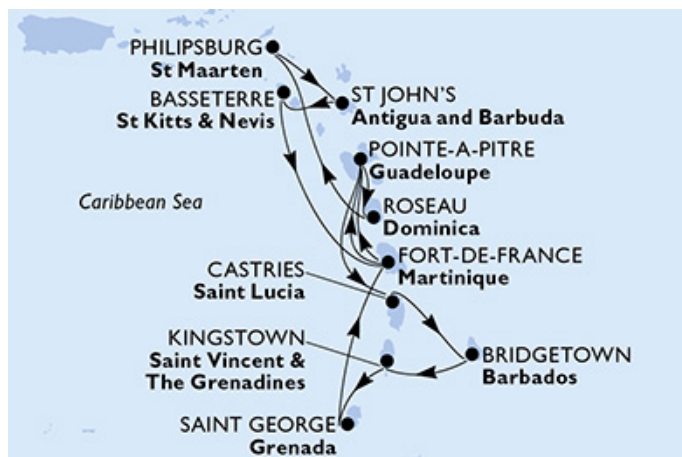 PHILIPSBURG
St Maarten
BASSETERRE
St Kitts & Nevis
ST JOHN'S
Antigua and Barbuda
POINTE-A-PITRE
Guadeloupe
Caribbean Sea
ROSEAU
Dominica
FORT-DE-FRANCE
Martinique
CASTRIES
Saint Lucia
KINGSTOWN
Saint Vincent &
The Grenadines
BRIDGETOWN
Barbados
SAINT GEORGE
Grenada